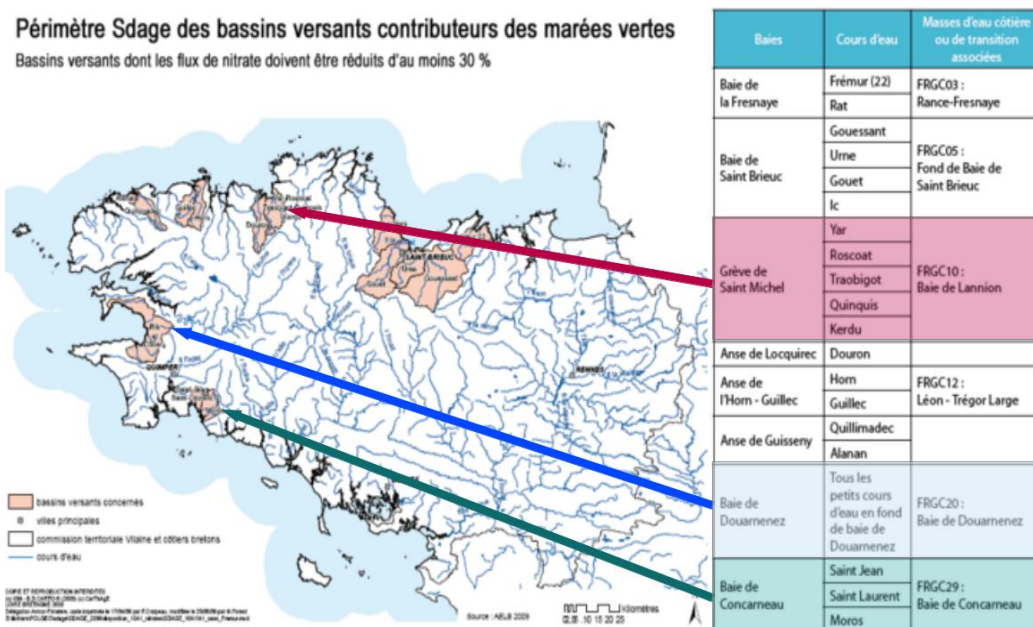 Périmètre Sdage des bassins versants contributeurs des marées vertes
Bassins versants dont les flux de nitrate doivent être réduits d'au moins 30 %
SAINT-BRIEUC
Urne
Gouessant
Gouët
Douron
QUIMPER
RENNES
bassins versants concernés
villes principales
commission territoriale Vilaine et côtiers bretons
cours d'eau
Source : AELB 2009
Kilomètres
Baies
Cours d'eau
Masses d'eau côtière
ou de transition
associées
Baie de
la Fresnaye
Frémur (22)
Rat
FRGC03 :
Rance-Fresnaye
Baie de
Saint Brieuc
Gouessant
Urne
Gouet
Ic
FRGC05 :
Fond de Baie de
Saint Brieuc
Grève de
Saint Michel
Yar
Roscoat
Traobigot
Quinquis
Kerdu
FRGC10 :
Baie de Lannion
Anse de Locquirec
Douron
Anse de
l'Horn - Guillec
Horn
Guillec
FRGC12 :
Léon - Trégor Large
Anse de Guisseny
Quillimadec
Alanan
Baie de
Douarnenez
Tous les
petits cours
d'eau en fond
de baie de
Douarnenez
FRGC20 :
Baie de Douarnenez
Baie de
Concarneau
Saint Jean
Saint Laurent
Moros
FRGC29 :
Baie de Concarneau